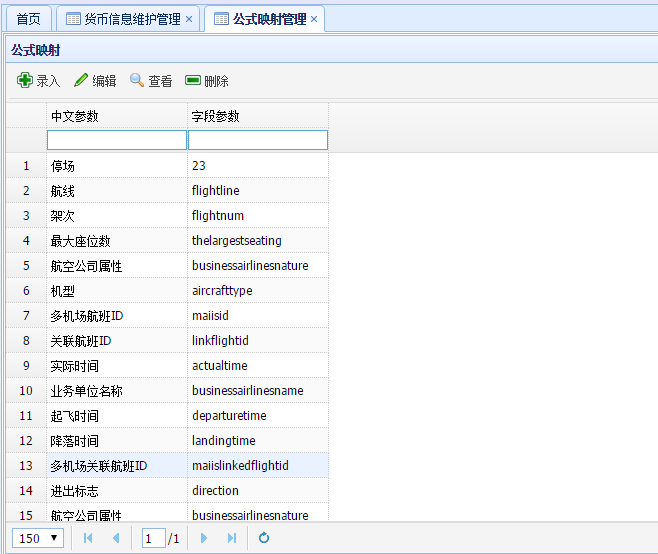 首页 货币信息维护管理 × 公式映射管理 ×
公式映射
录入 编辑 查看 删除
中文参数 字段参数
1 停场 23
2 航线 flightline
3 架次 flightnum
4 最大座位数 thelargestseating
5 航空公司属性 businessairlinesnature
6 机型 aircrafttype
7 多机场航班ID maiisid
8 关联航班ID linkflightid
9 实际时间 actualtime
10 业务单位名称 businessairlinesname
11 起飞时间 departuretime
12 降落时间 landingtime
13 多机场关联航班ID maiislinkedflightid
14 进出标志 direction
15 航空公司属性 businessairlinesnature
150 1 /1